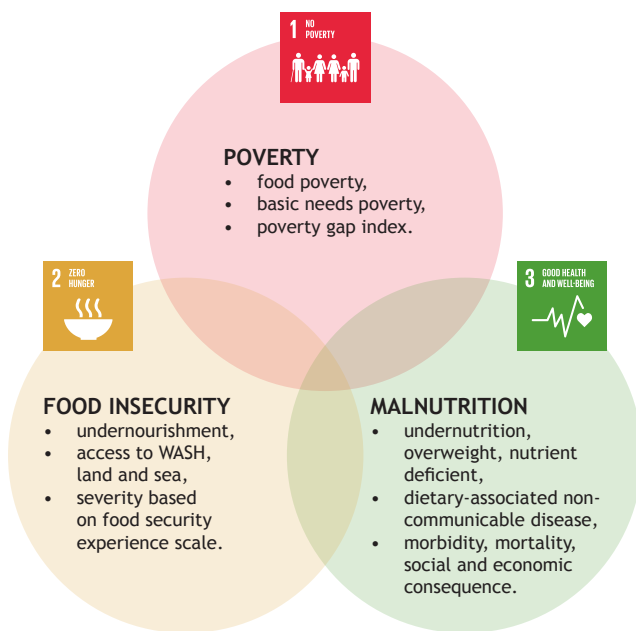 1 NO
POVERTY
POVERTY
• food poverty,
• basic needs poverty,
• poverty gap index.
2 ZERO
HUNGER
3 GOOD HEALTH
AND WELL-BEING
FOOD INSECURITY
• undernourishment,
• access to WASH,
land and sea,
• severity based
on food security
experience scale.
MALNUTRITION
• undernutrition,
overweight, nutrient
deficient,
• dietary-associated non-
communicable disease,
• morbidity, mortality,
social and economic
consequence.